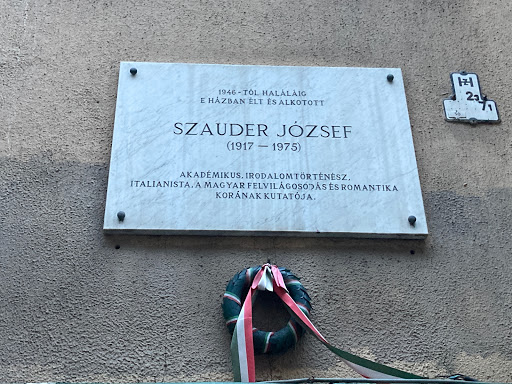 1946-TÓL HALÁLÁIG
E HÁZBAN ÉLT ÉS ALKOTOTT
SZAUDER JÓZSEF
(1917 — 1975)
AKADÉMIKUS, IRODALOMTÖRTÉNÉSZ,
ITALIANISTA, A MAGYAR FELVILÁGOSODÁS ÉS ROMANTIKA
KORÁNAK KUTATÓJA.